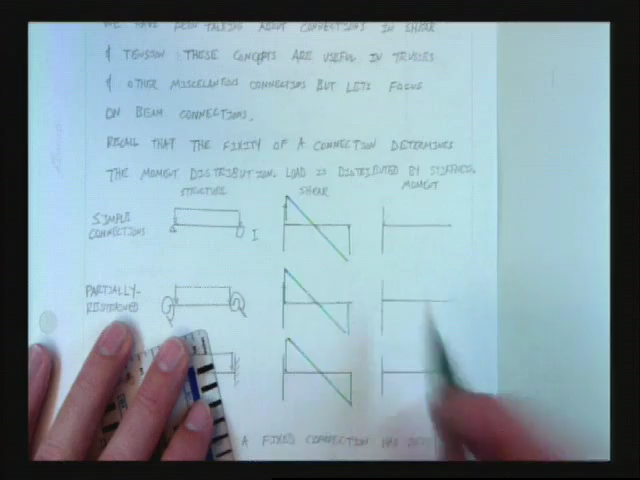 WE HAVE BEEN TALKING ABOUT CONNECTIONS IN SHEAR
& TENSION. THESE CONCEPTS ARE USEFUL IN TRUSSES
& OTHER MISCELANEOUS CONNECTIONS BUT LETS FOCUS
ON BEAM CONNECTIONS.
RECALL THAT THE FIXITY OF A CONNECTION DETERMINES
THE MOMENT DISTRIBUTION. LOAD IS DISTRIBUTED BY STIFFNESS.
STRUCTURE SHEAR MOMENT
SIMPLE
CONNECTIONS
I
PARTIALLY-
RESTRAINED
A FIXED CONNECTION HAS